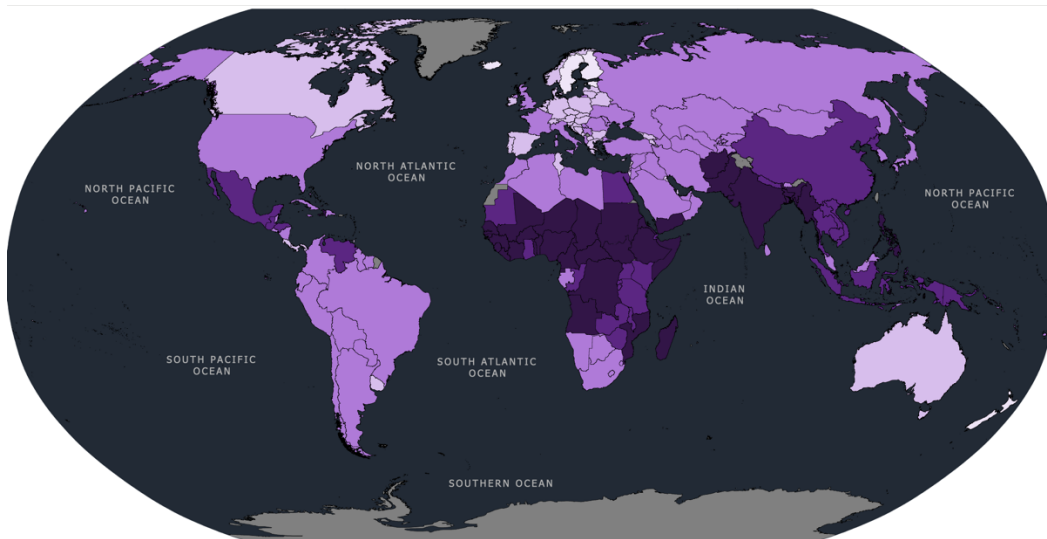 NORTH ATLANTIC
OCEAN
NORTH PACIFIC
OCEAN
NORTH PACIFIC
OCEAN
INDIAN
OCEAN
SOUTH PACIFIC
OCEAN
SOUTH ATLANTIC
OCEAN
SOUTHERN OCEAN